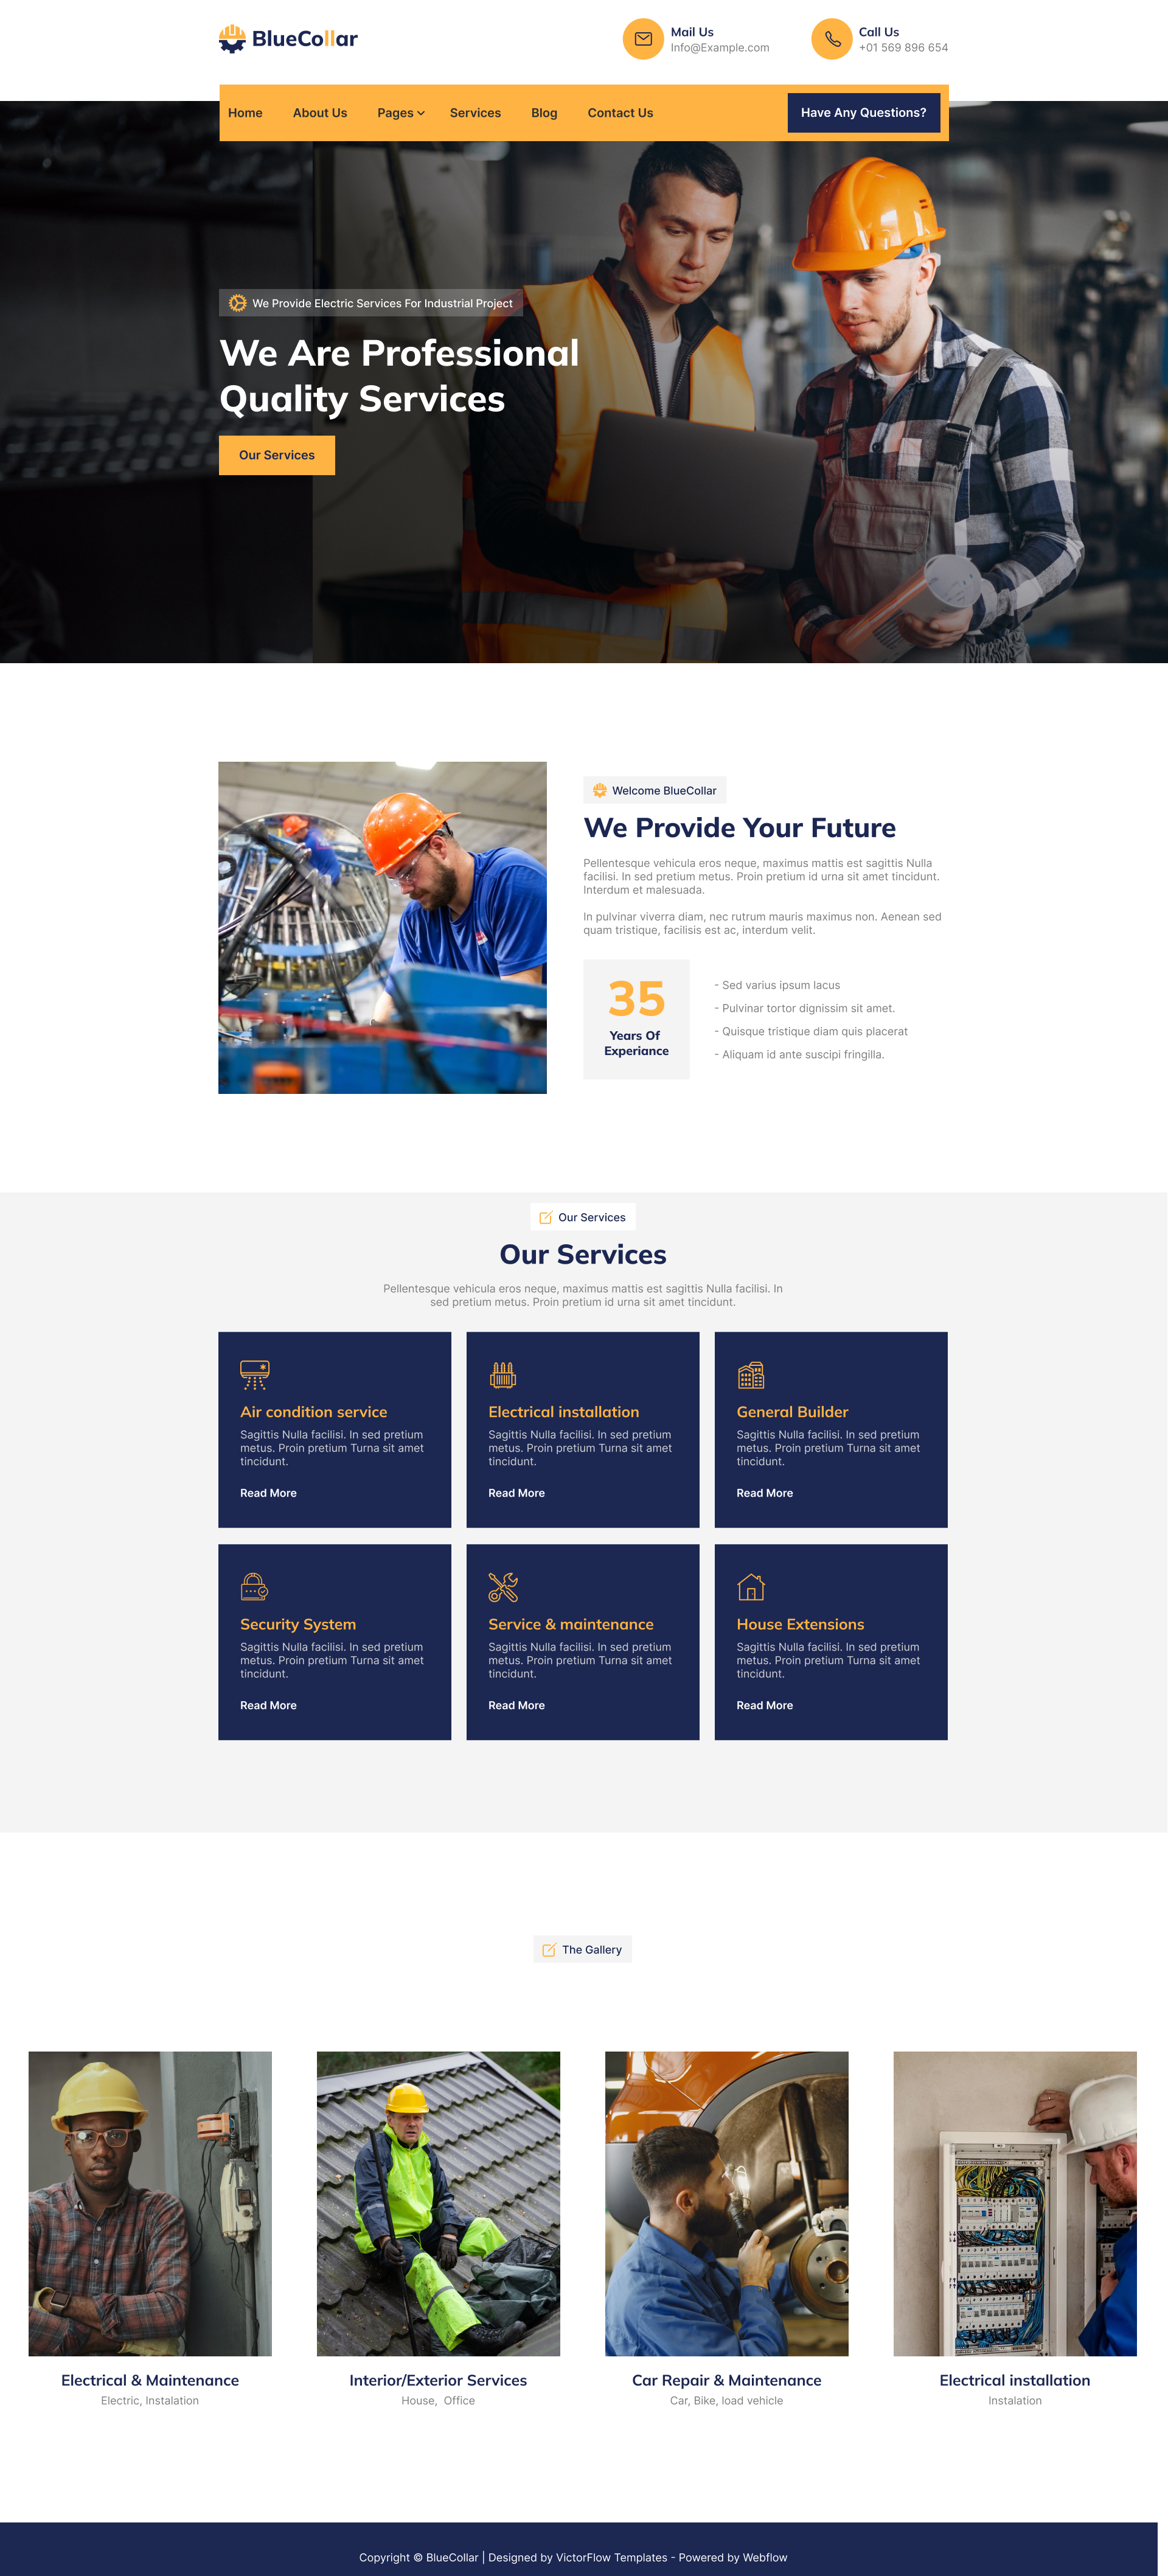 BlueCollar
Mail Us
Info@Example.com
Call Us
+01 569 896 654
Home
About Us
Pages
Services
Blog
Contact Us
Have Any Questions?
We Provide Electric Services For Industrial Project
We Are Professional
Quality Services
Our Services
Welcome BlueCollar
We Provide Your Future
Pellentesque vehicula eros neque, maximus mattis est sagittis Nulla
facilisi. In sed pretium metus. Proin pretium id urna sit amet tincidunt.
Interdum et malesuada.
In pulvinar viverra diam, nec rutrum mauris maximus non. Aenean sed
quam tristique, facilisis est ac, interdum velit.
35
Years Of
Experiance
- Sed varius ipsum lacus
- Pulvinar tortor dignissim sit amet.
- Quisque tristique diam quis placerat
- Aliquam id ante suscipi fringilla.
Our Services
Our Services
Pellentesque vehicula eros neque, maximus mattis est sagittis Nulla facilisi. In
sed pretium metus. Proin pretium id urna sit amet tincidunt.
Air condition service
Sagittis Nulla facilisi. In sed pretium
metus. Proin pretium Turna sit amet
tincidunt.
Read More
Electrical installation
Sagittis Nulla facilisi. In sed pretium
metus. Proin pretium Turna sit amet
tincidunt.
Read More
General Builder
Sagittis Nulla facilisi. In sed pretium
metus. Proin pretium Turna sit amet
tincidunt.
Read More
Security System
Sagittis Nulla facilisi. In sed pretium
metus. Proin pretium Turna sit amet
tincidunt.
Read More
Service & maintenance
Sagittis Nulla facilisi. In sed pretium
metus. Proin pretium Turna sit amet
tincidunt.
Read More
House Extensions
Sagittis Nulla facilisi. In sed pretium
metus. Proin pretium Turna sit amet
tincidunt.
Read More
The Gallery
Electrical & Maintenance
Electric, Instalation
Interior/Exterior Services
House, Office
Car Repair & Maintenance
Car, Bike, load vehicle
Electrical installation
Instalation
Copyright © BlueCollar | Designed by VictorFlow Templates - Powered by Webflow